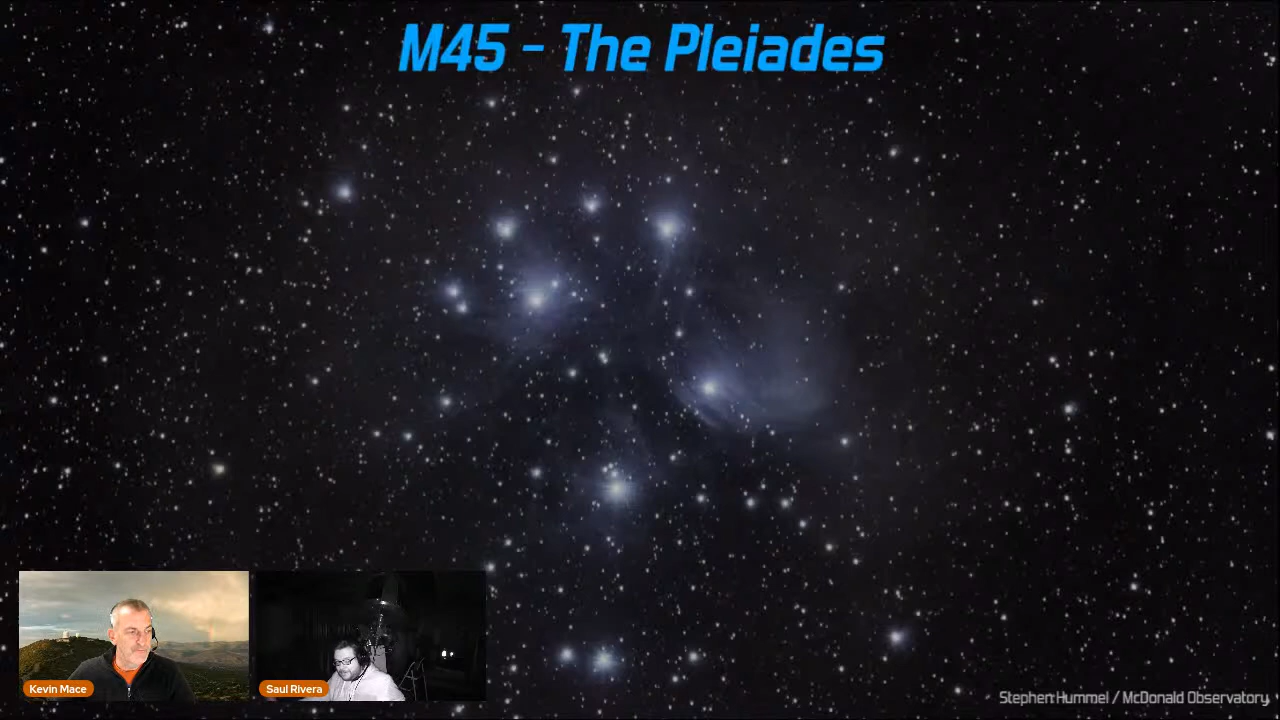 M45 - The Pleiades
Kevin Mace
Saul Rivera
Stephen Hummel / McDonald Observatory